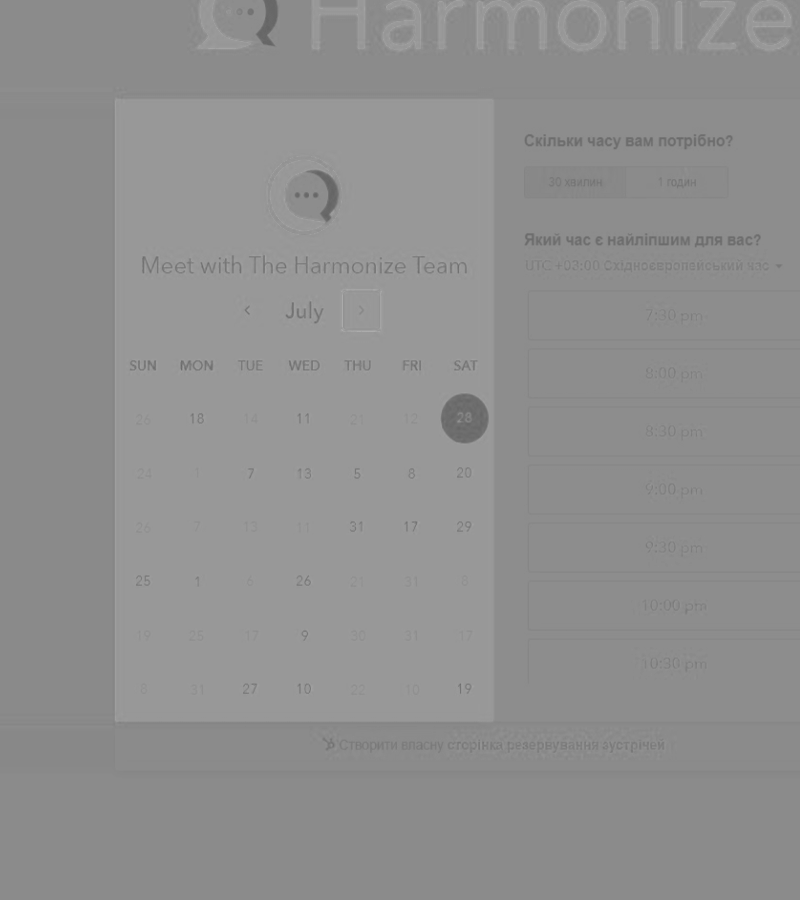 Harmonize
Meet with The Harmonize Team
July
SUN MON TUE WED THU FRI SAT
26 18 14 11 21 12 28
24 1 7 13 5 8 20
26 7 13 11 31 17 29
25 1 6 26 21 31 6
19 25 17 9 30 31 17
8 31 27 10 22 10 19
Скільки часу вам потрібно?
30 хвилин 1 годин
Який час є найліпшим для вас?
UTC +03:00 Східноєвропейський час
7:30 pm
8:00 pm
8:30 pm
9:00 pm
9:30 pm
10:00 pm
10:30 pm
Створити власну сторінка резервування зустрічей